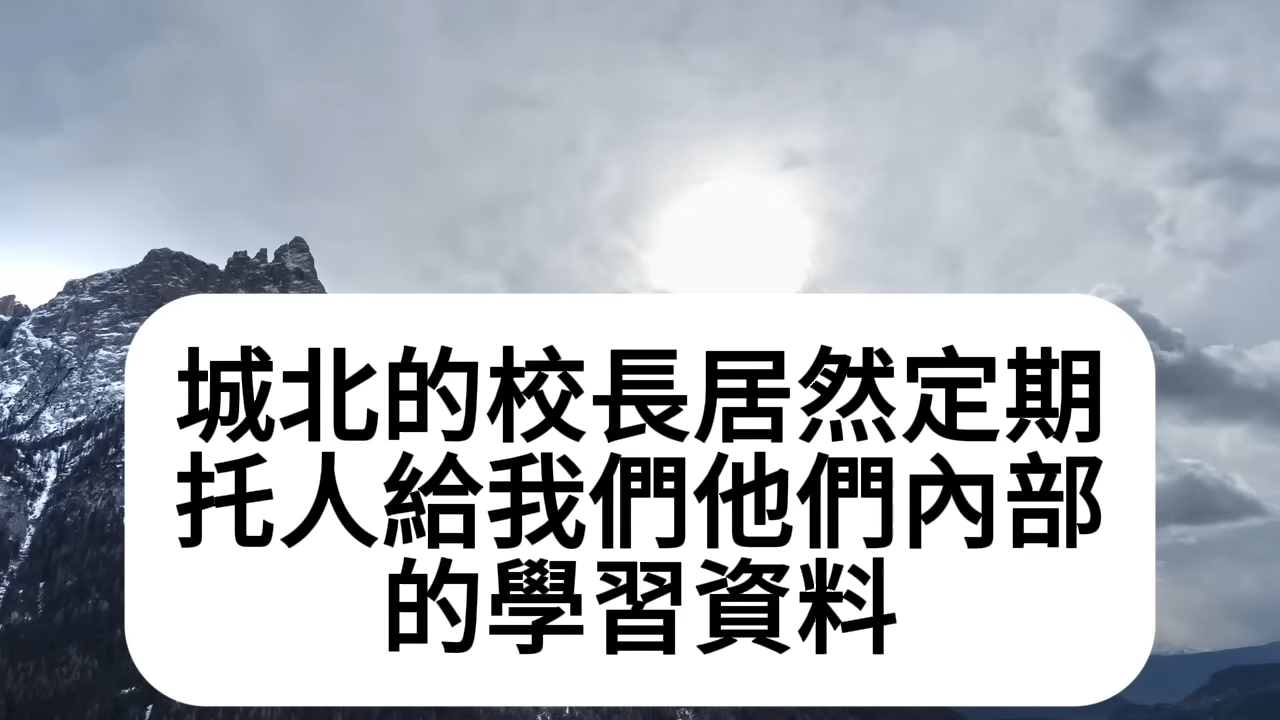 城北的校長居然定期
托人給我們他們內部
的學習資料